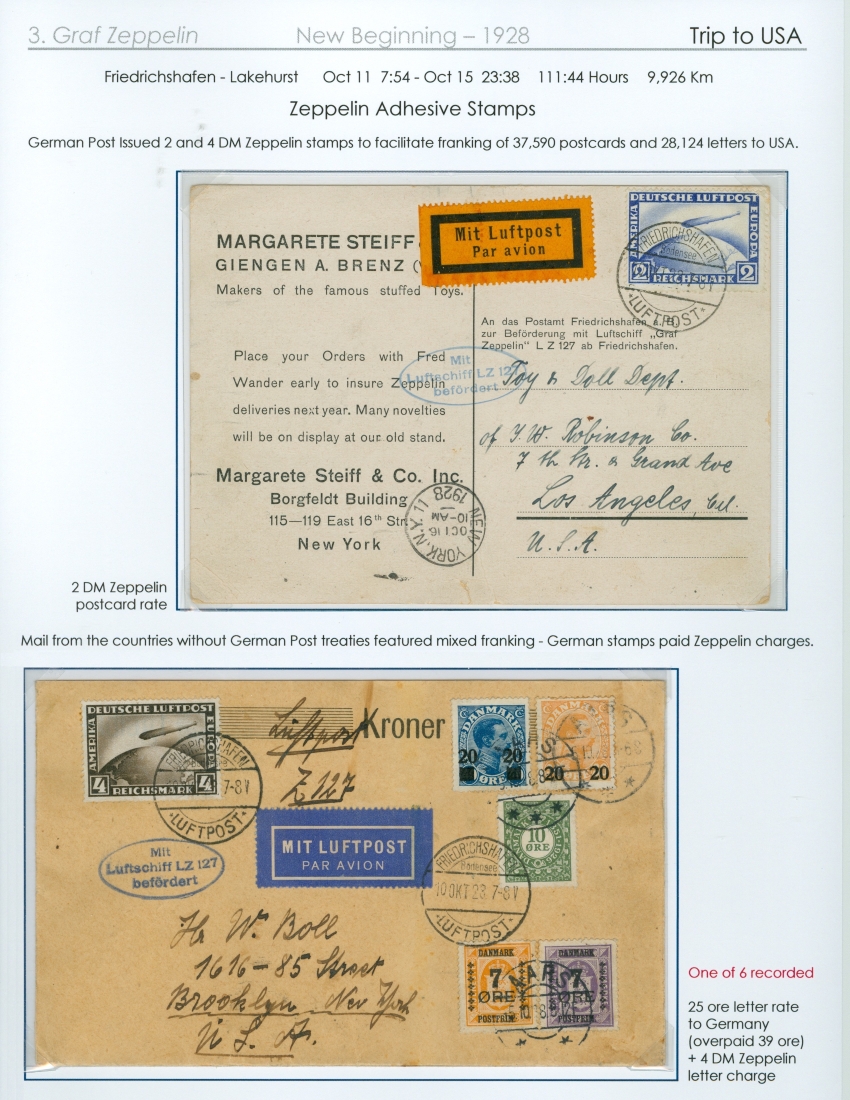 3. Graf Zeppelin New Beginning – 1928 Trip to USA
Friedrichshafen - Lakehurst Oct 11 7:54 - Oct 15 23:38 111:44 Hours 9,926 Km
Zeppelin Adhesive Stamps
German Post Issued 2 and 4 DM Zeppelin stamps to facilitate franking of 37,590 postcards and 28,124 letters to USA.
MARGARETE STEIFF
GIENGEN A. BRENZ
Makers of the famous stuffed Toys.
Mit Luftpost
Par avion
DEUTSCHE LUFTPOST
AMERIKA
EUROPA
2 REICHSMARK 2
FRIEDRICHSHAFEN
Bodensee
LUFTPOST
An das Postamt Friedrichshafen a. B.
zur Beförderung mit Luftschiff „Graf
Zeppelin" L Z 127 ab Friedrichshafen.
Place your Orders with Fred
Wander early to insure Zeppelin
deliveries next year. Many novelties
will be on display at our old stand.
Mit
Luftschiff LZ 127
befördert
Margarete Steiff & Co. Inc.
Borgfeldt Building
115—119 East 16th Str.
New York
NEW YORK, N.Y. 11
OCT 16
10-AM
1928
Toy & Doll Dept.
of J. W. Robinson Co.
7 th Str. & Grand Ave
Los Angeles, Cal.
U.S.A.
2 DM Zeppelin
postcard rate
Mail from the countries without German Post treaties featured mixed franking - German stamps paid Zeppelin charges.
DEUTSCHE LUFTPOST
AMERIKA
EUROPA
4 REICHSMARK 4
FRIEDRICHSHAFEN
7-8V
LUFTPOST
Luftpost
Kroner
Z 127
DANMARK
20 20
ØRE
DANMARK
20 20
10
ØRE
MIT LUFTPOST
PAR AVION
Mit
Luftschiff LZ 127
befördert
FRIEDRICHSHAFEN
Bodensee
10 OKT 28. 7-8V
LUFTPOST
Hr W. Boll
1616 – 85 Street
Brooklyn New York
U. S. A.
DANMARK
7
ØRE
POSTFRIM.
DANMARK
7
ØRE
POSTFRIM.
One of 6 recorded
25 ore letter rate
to Germany
(overpaid 39 ore)
+ 4 DM Zeppelin
letter charge